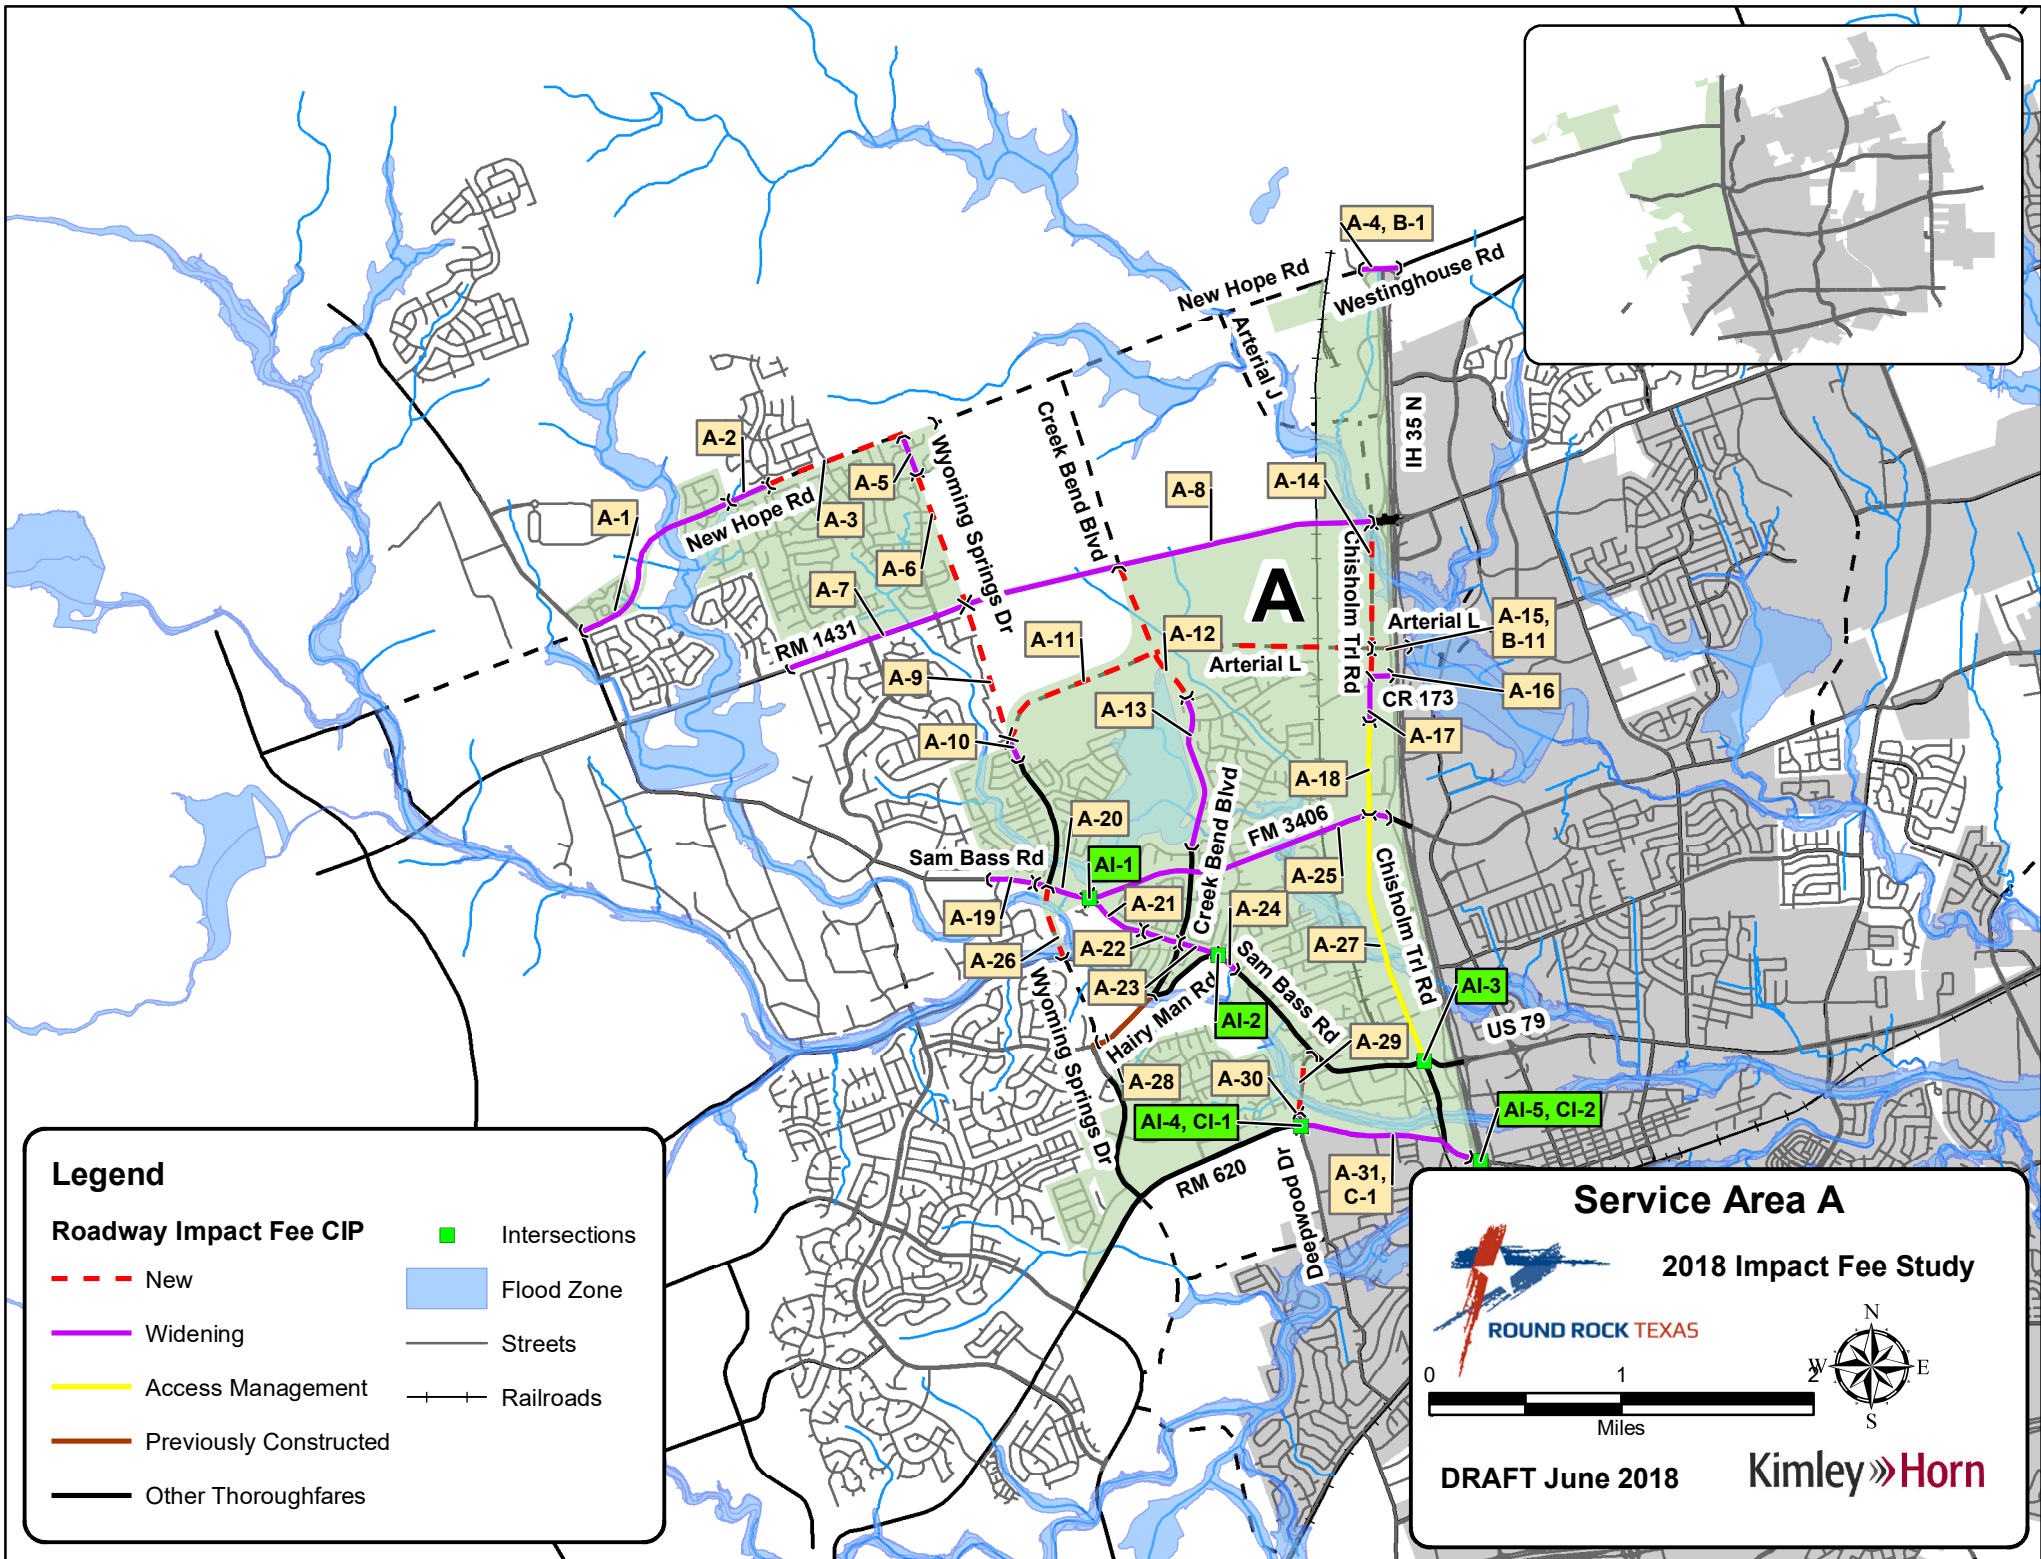 A-4, B-1
New Hope Rd
Westinghouse Rd
Arterial J
IH 35 N
A-2
Creek Bend Blvd
Wyoming Springs Dr
A-5
A-8
A-14
A-1
New Hope Rd
A-3
A-6
A-7
A
Chisholm Trl Rd
Arterial L
A-15,
B-11
RM 1431
A-11
A-12
Arterial L
A-9
A-16
CR 173
A-13
A-10
A-17
A-18
Creek Bend Blvd
FM 3406
A-20
Sam Bass Rd
AI-1
A-25
Chisholm Trl Rd
A-19
A-21
A-24
A-22
A-27
A-26
Sam Bass Rd
A-23
AI-3
Hairy Man Rd
AI-2
US 79
Wyoming Springs Dr
A-29
A-28
A-30
AI-4, CI-1
AI-5, CI-2
RM 620
Deepwood Dr
A-31,
C-1
Legend
Roadway Impact Fee CIP
New
Widening
Access Management
Previously Constructed
Other Thoroughfares
Intersections
Flood Zone
Streets
Railroads
Service Area A
2018 Impact Fee Study
ROUND ROCK TEXAS
0 1 2
Miles
N
W E
S
DRAFT June 2018
Kimley»Horn